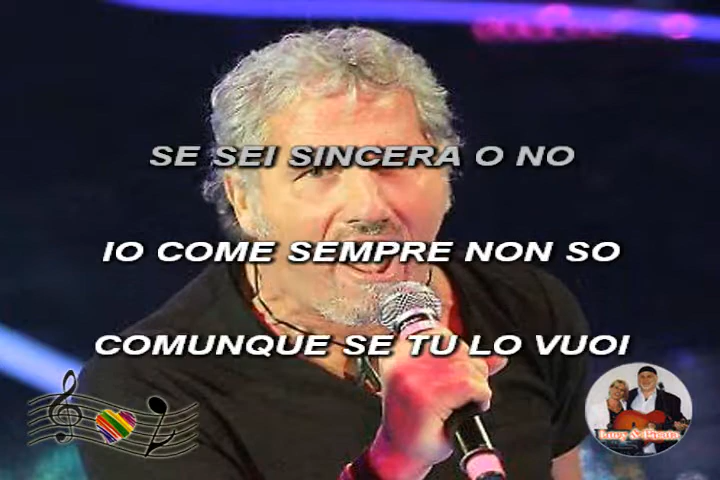 SE SEI SINCERA O NO
IO COME SEMPRE NON SO
COMUNQUE SE TU LO VUOI